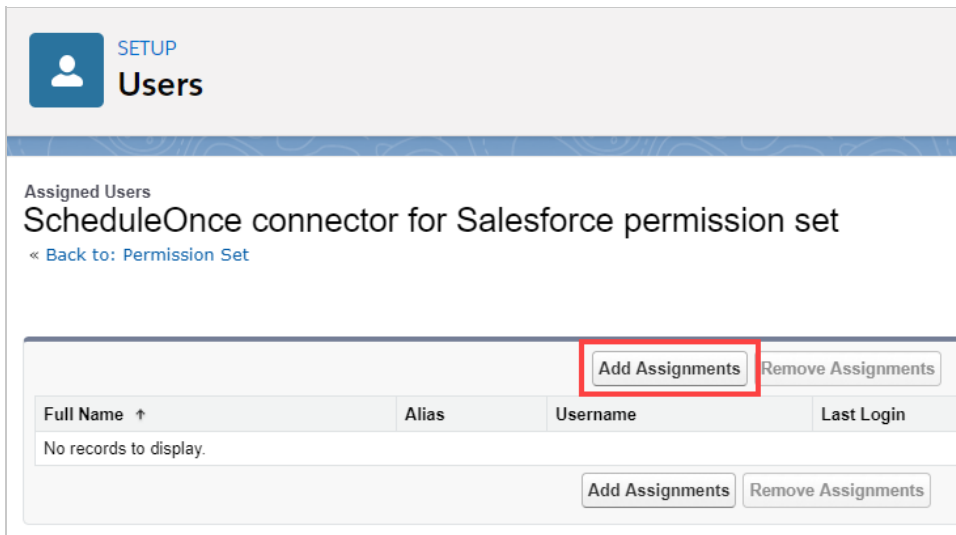 SETUP
Users
Assigned Users
ScheduleOnce connector for Salesforce permission set
« Back to: Permission Set
Add Assignments Remove Assignments
Full Name ↑ Alias Username Last Login
No records to display.
Add Assignments Remove Assignments